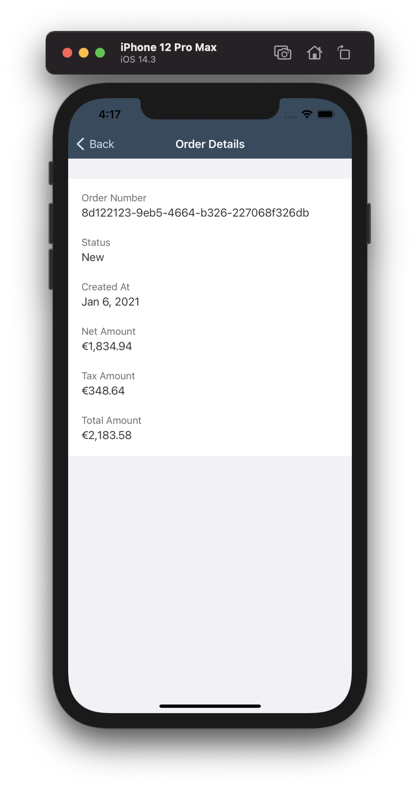 iPhone 12 Pro Max
iOS 14.3
4:17
Back
Order Details
Order Number
8d122123-9eb5-4664-b326-227068f326db
Status
New
Created At
Jan 6, 2021
Net Amount
€1,834.94
Tax Amount
€348.64
Total Amount
€2,183.58